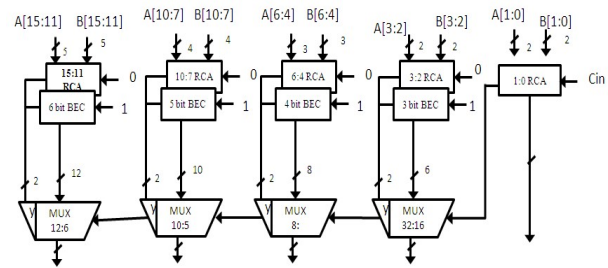 A[15:11] B[15:11] A[10:7] B[10:7] A[6:4] B[6:4] A[3:2] B[3:2] A[1:0] B[1:0]
5 5 4 4 3 3 2 2 2 2
15:11 RCA 0 10:7 RCA 0 6:4 RCA 0 3:2 RCA 0 1:0 RCA Cin
6 bit BEC 1 5 bit BEC 1 4 bit BEC 1 3 bit BEC 1
2 12 2 10 2 8 2 6
y MUX y MUX y MUX y MUX
12:6 10:5 8: 32:16